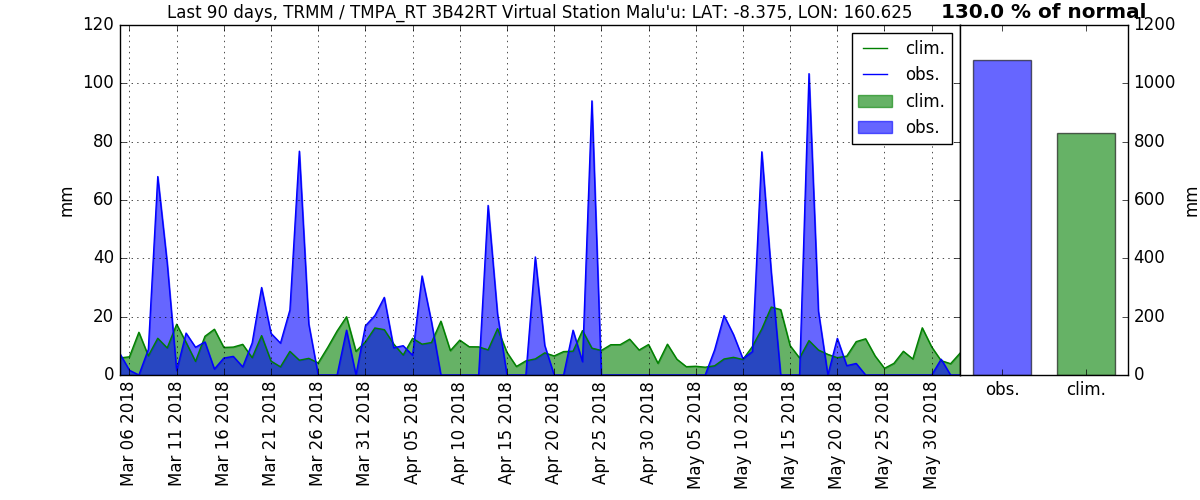 Last 90 days, TRMM / TMPA_RT 3B42RT Virtual Station Malu'u: LAT: -8.375, LON: 160.625
130.0 % of normal
120
100
80
60
40
20
0
mm
clim.
obs.
clim.
obs.
1200
1000
800
600
400
200
0
mm
Mar 06 2018
Mar 11 2018
Mar 16 2018
Mar 21 2018
Mar 26 2018
Mar 31 2018
Apr 05 2018
Apr 10 2018
Apr 15 2018
Apr 20 2018
Apr 25 2018
Apr 30 2018
May 05 2018
May 10 2018
May 15 2018
May 20 2018
May 25 2018
May 30 2018
obs.
clim.